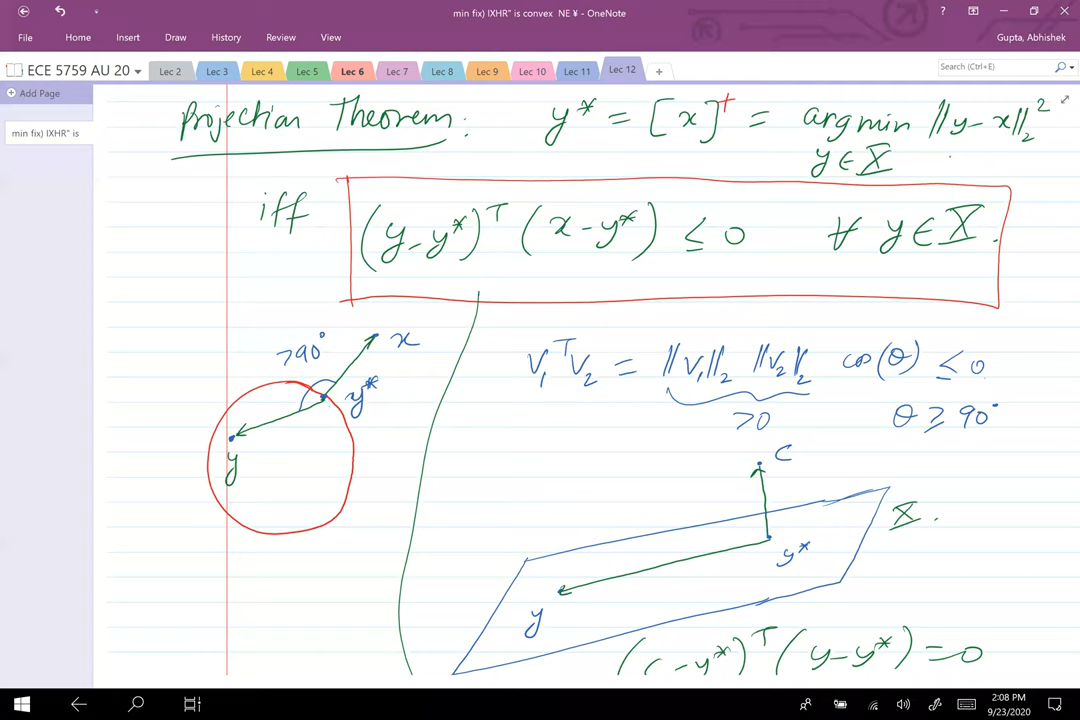 min fix) IXHR" is convex NE ¥ - OneNote
File Home Insert Draw History Review View
Gupta, Abhishek
ECE 5759 AU 20
Lec 2 Lec 3 Lec 4 Lec 5 Lec 6 Lec 7 Lec 8 Lec 9 Lec 10 Lec 11 Lec 12
Search (Ctrl+E)
Add Page
min fix) IXHR" is
Projection Theorem: y* = [x]⁺ = argmin ||y-x||₂²
y∈X
iff (y-y*)ᵀ (x-y*) ≤ 0 ∀ y∈X.
>90° x
y*
y
V₁ᵀV₂ = ||V₁||₂ ||V₂||₂ cos(θ) ≤ 0
>0 θ ≥ 90°
C
X.
y*
y
( -y*)ᵀ (y-y*) = 0
2:08 PM
9/23/2020